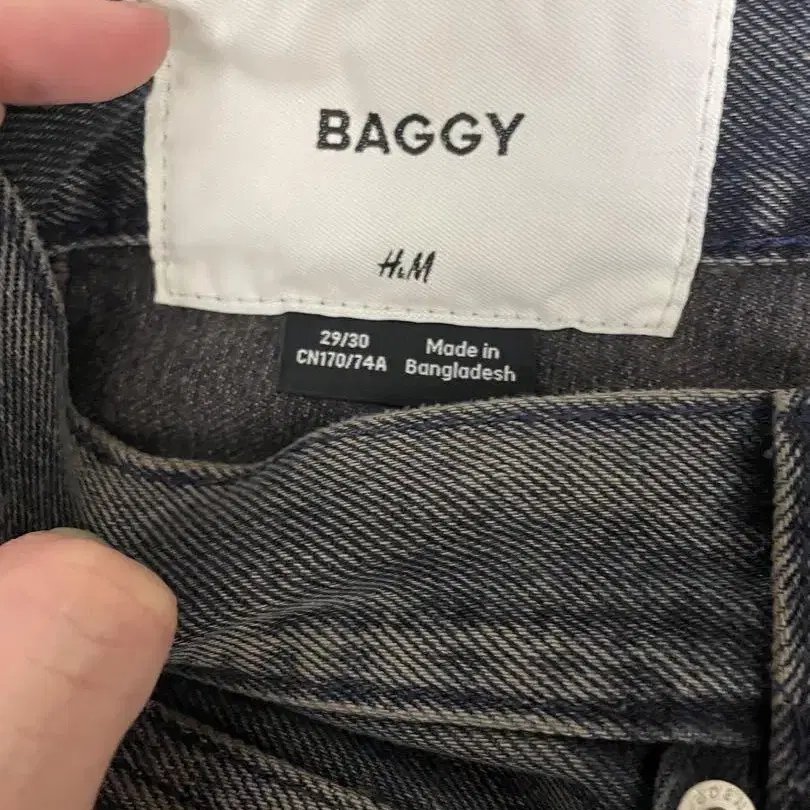 BAGGY
H&M
29/30
CN170/74A
Made in
Bangladesh